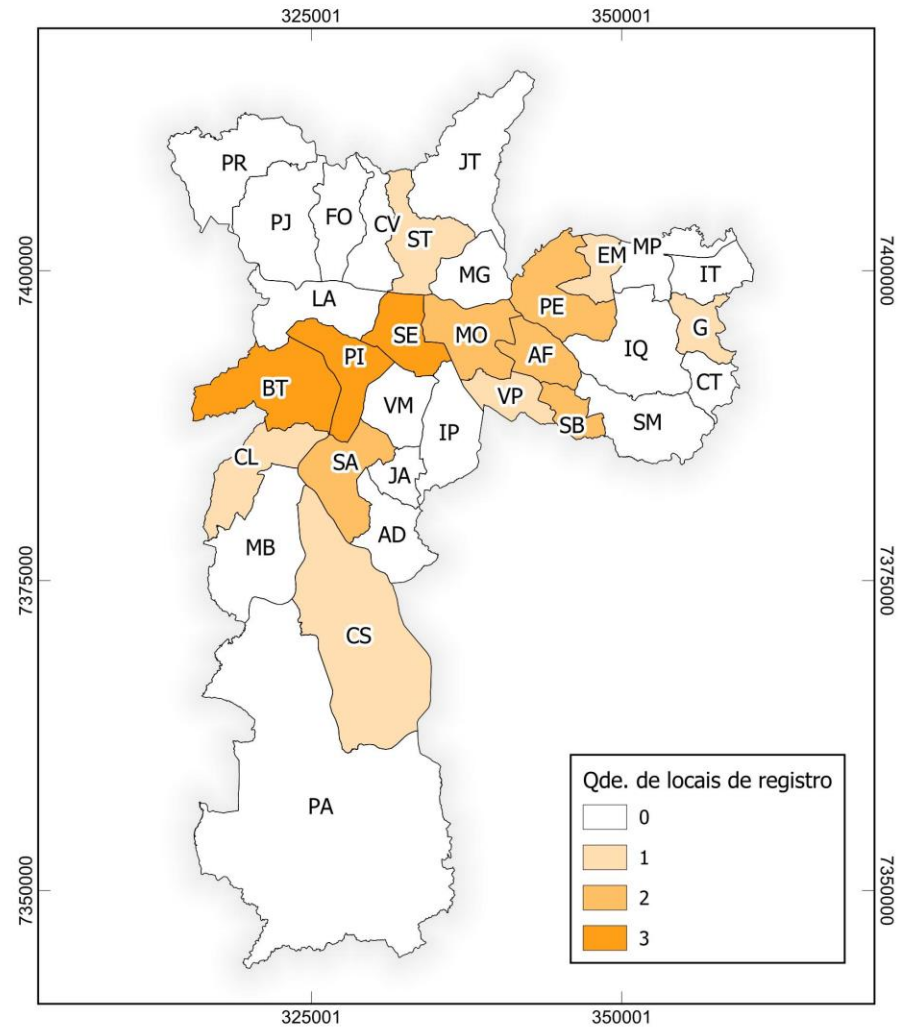 325001 350001
JT
PR
FO
PJ
CV
ST
EM
MP
7400000
MG
IT
7400000
LA
PE
G
SE
MO
IQ
PI
AF
CT
BT
VP
VM
SM
SB
IP
CL
SA
JA
AD
MB
7375000
7375000
CS
Qde. de locais de registro
0
PA
1
7350000
2
7350000
3
325001 350001